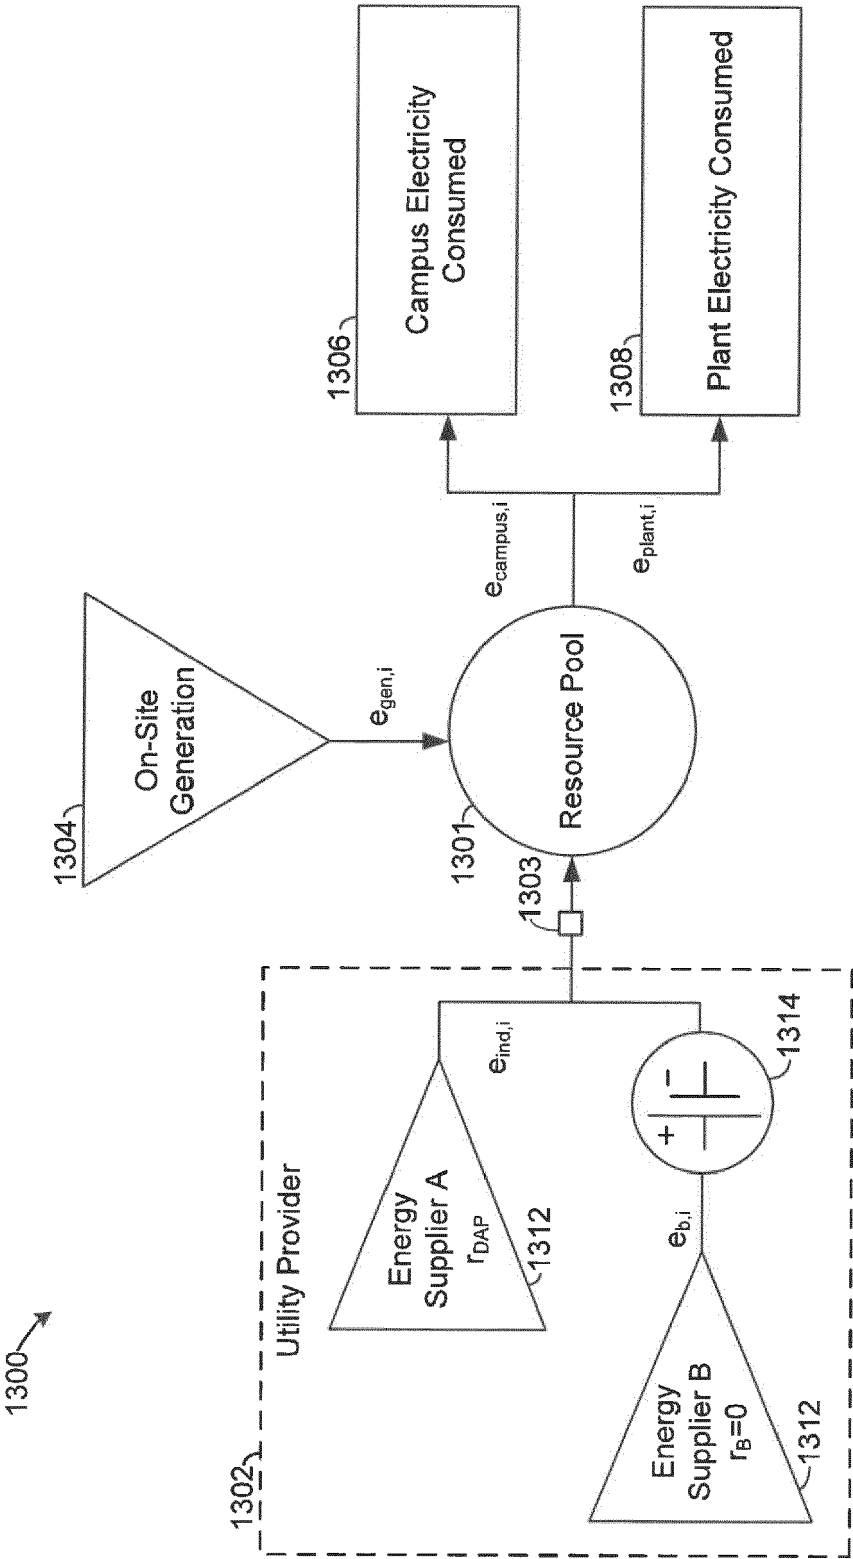 1300
1302
Utility Provider
Energy
Supplier A
rDAP
1312
eind,i
Energy
Supplier B
rB=0
1312
eb,i
+
-
1314
1303
1304
On-Site
Generation
egen,i
1301
Resource Pool
ecampus,i
eplant,i
1306
Campus Electricity
Consumed
1308
Plant Electricity Consumed